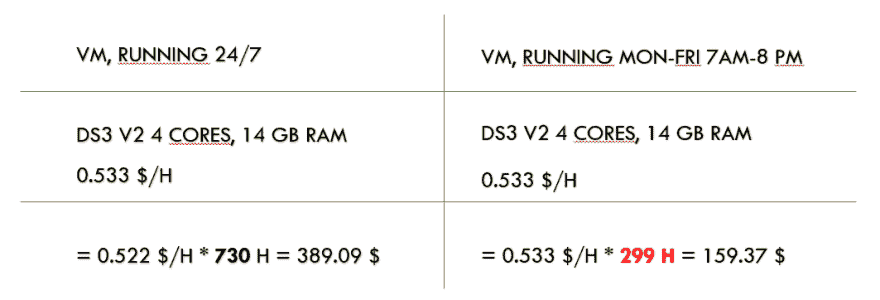 VM, RUNNING 24/7
VM, RUNNING MON-FRI 7AM-8 PM
DS3 V2 4 CORES, 14 GB RAM
0.533 $/H
DS3 V2 4 CORES, 14 GB RAM
0.533 $/H
= 0.522 $/H * 730 H = 389.09 $
= 0.533 $/H * 299 H = 159.37 $